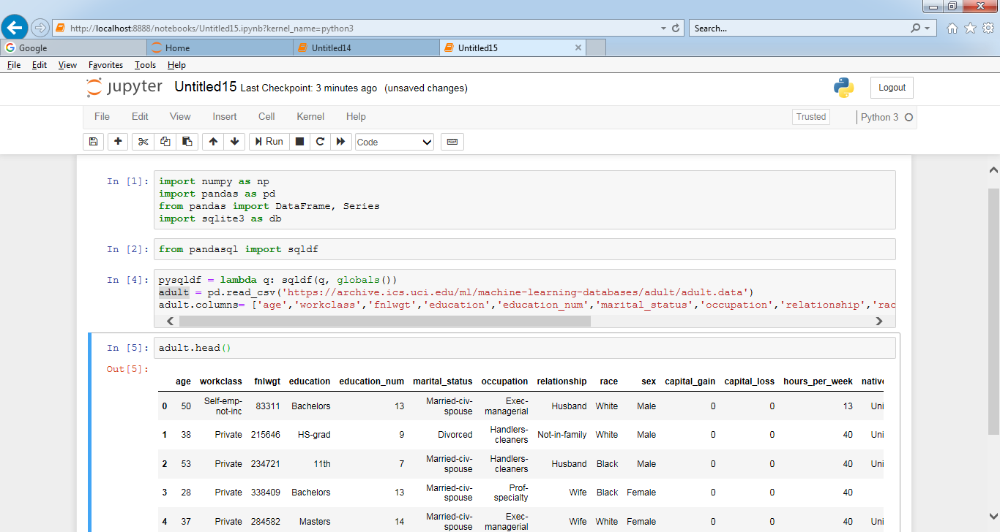 http://localhost:8888/notebooks/Untitled15.ipynb?kernel_name=python3 Search...
Google Home Untitled14 Untitled15
File Edit View Favorites Tools Help
jupyter Untitled15 Last Checkpoint: 3 minutes ago (unsaved changes) Logout
File Edit View Insert Cell Kernel Help Trusted Python 3
Run Code
In [1]: import numpy as np
import pandas as pd
from pandas import DataFrame, Series
import sqlite3 as db
In [2]: from pandasql import sqldf
In [4]: pysqldf = lambda q: sqldf(q, globals())
adult = pd.read_csv('https://archive.ics.uci.edu/ml/machine-learning-databases/adult/adult.data')
adult.columns= ['age','workclass','fnlwgt','education','education_num','marital_status','occupation','relationship','rac
In [5]: adult.head()
Out[5]:
age workclass fnlwgt education education_num marital_status occupation relationship race sex capital_gain capital_loss hours_per_week native
0 50 Self-emp-not-inc 83311 Bachelors 13 Married-civ-spouse Exec-managerial Husband White Male 0 0 13 Uni
1 38 Private 215646 HS-grad 9 Divorced Handlers-cleaners Not-in-family White Male 0 0 40 Uni
2 53 Private 234721 11th 7 Married-civ-spouse Handlers-cleaners Husband Black Male 0 0 40 Uni
3 28 Private 338409 Bachelors 13 Married-civ-spouse Prof-specialty Wife Black Female 0 0 40
4 37 Private 284582 Masters 14 Married-civ-spouse Exec-managerial Wife White Female 0 0 40 Uni